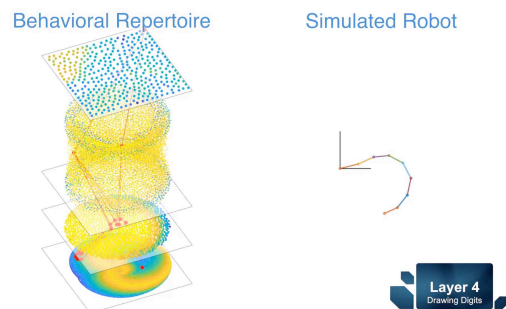 Behavioral Repertoire
Simulated Robot
Layer 4
Drawing Digits